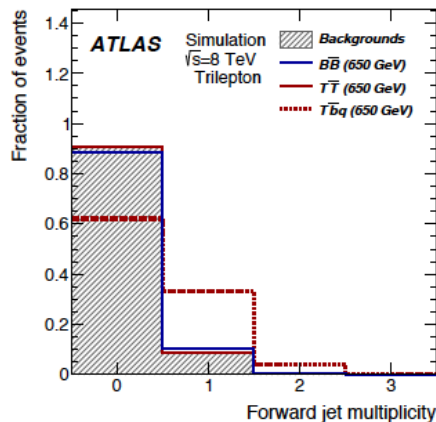 Fraction of events
1.4
1.2
1
0.8
0.6
0.4
0.2
0
ATLAS
Simulation
√s=8 TeV
Trilepton
Backgrounds
BB̅ (650 GeV)
TT̅ (650 GeV)
T̅bq (650 GeV)
0 1 2 3
Forward jet multiplicity